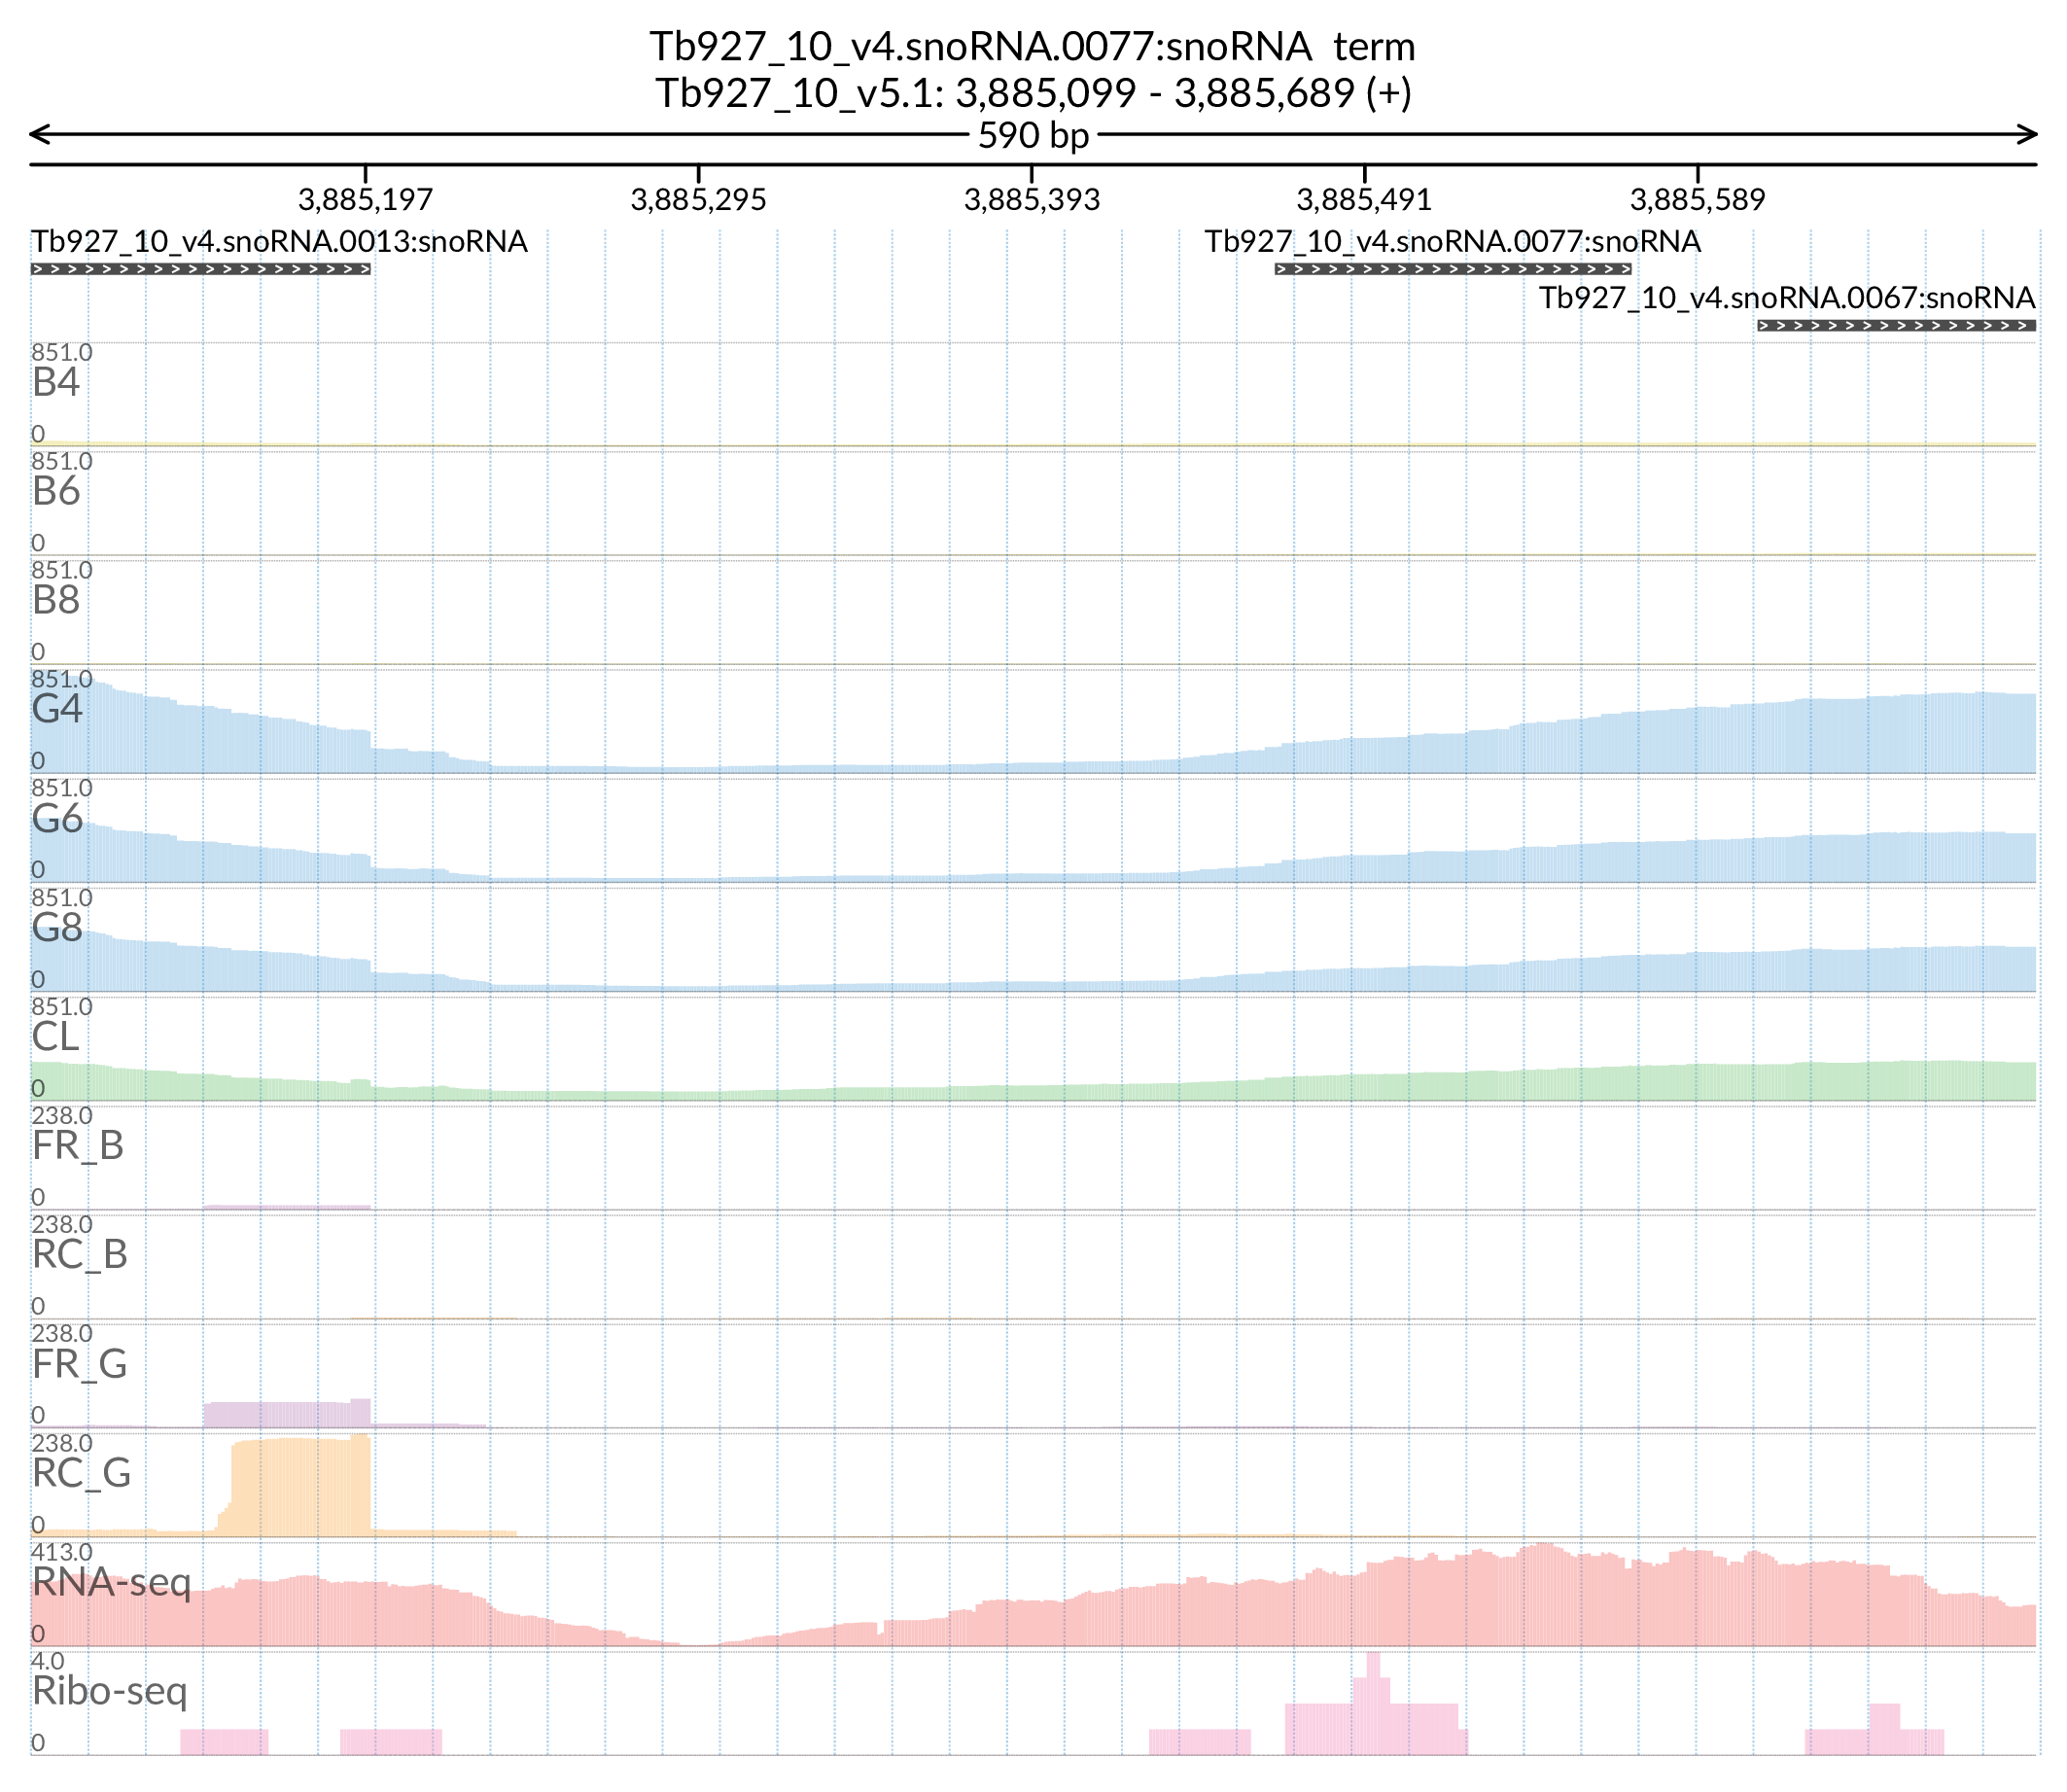 Tb927_10_v4.snoRNA.0077:snoRNA  term
Tb927_10_v5.1: 3,885,099 - 3,885,689 (+)
590 bp
3,885,197 3,885,295 3,885,393 3,885,491 3,885,589
Tb927_10_v4.snoRNA.0013:snoRNA Tb927_10_v4.snoRNA.0077:snoRNA
Tb927_10_v4.snoRNA.0067:snoRNA
851.0
B4
0
851.0
B6
0
851.0
B8
0
851.0
G4
0
851.0
G6
0
851.0
G8
0
851.0
CL
0
238.0
FR_B
0
238.0
RC_B
0
238.0
FR_G
0
238.0
RC_G
0
413.0
RNA-seq
0
4.0
Ribo-seq
0